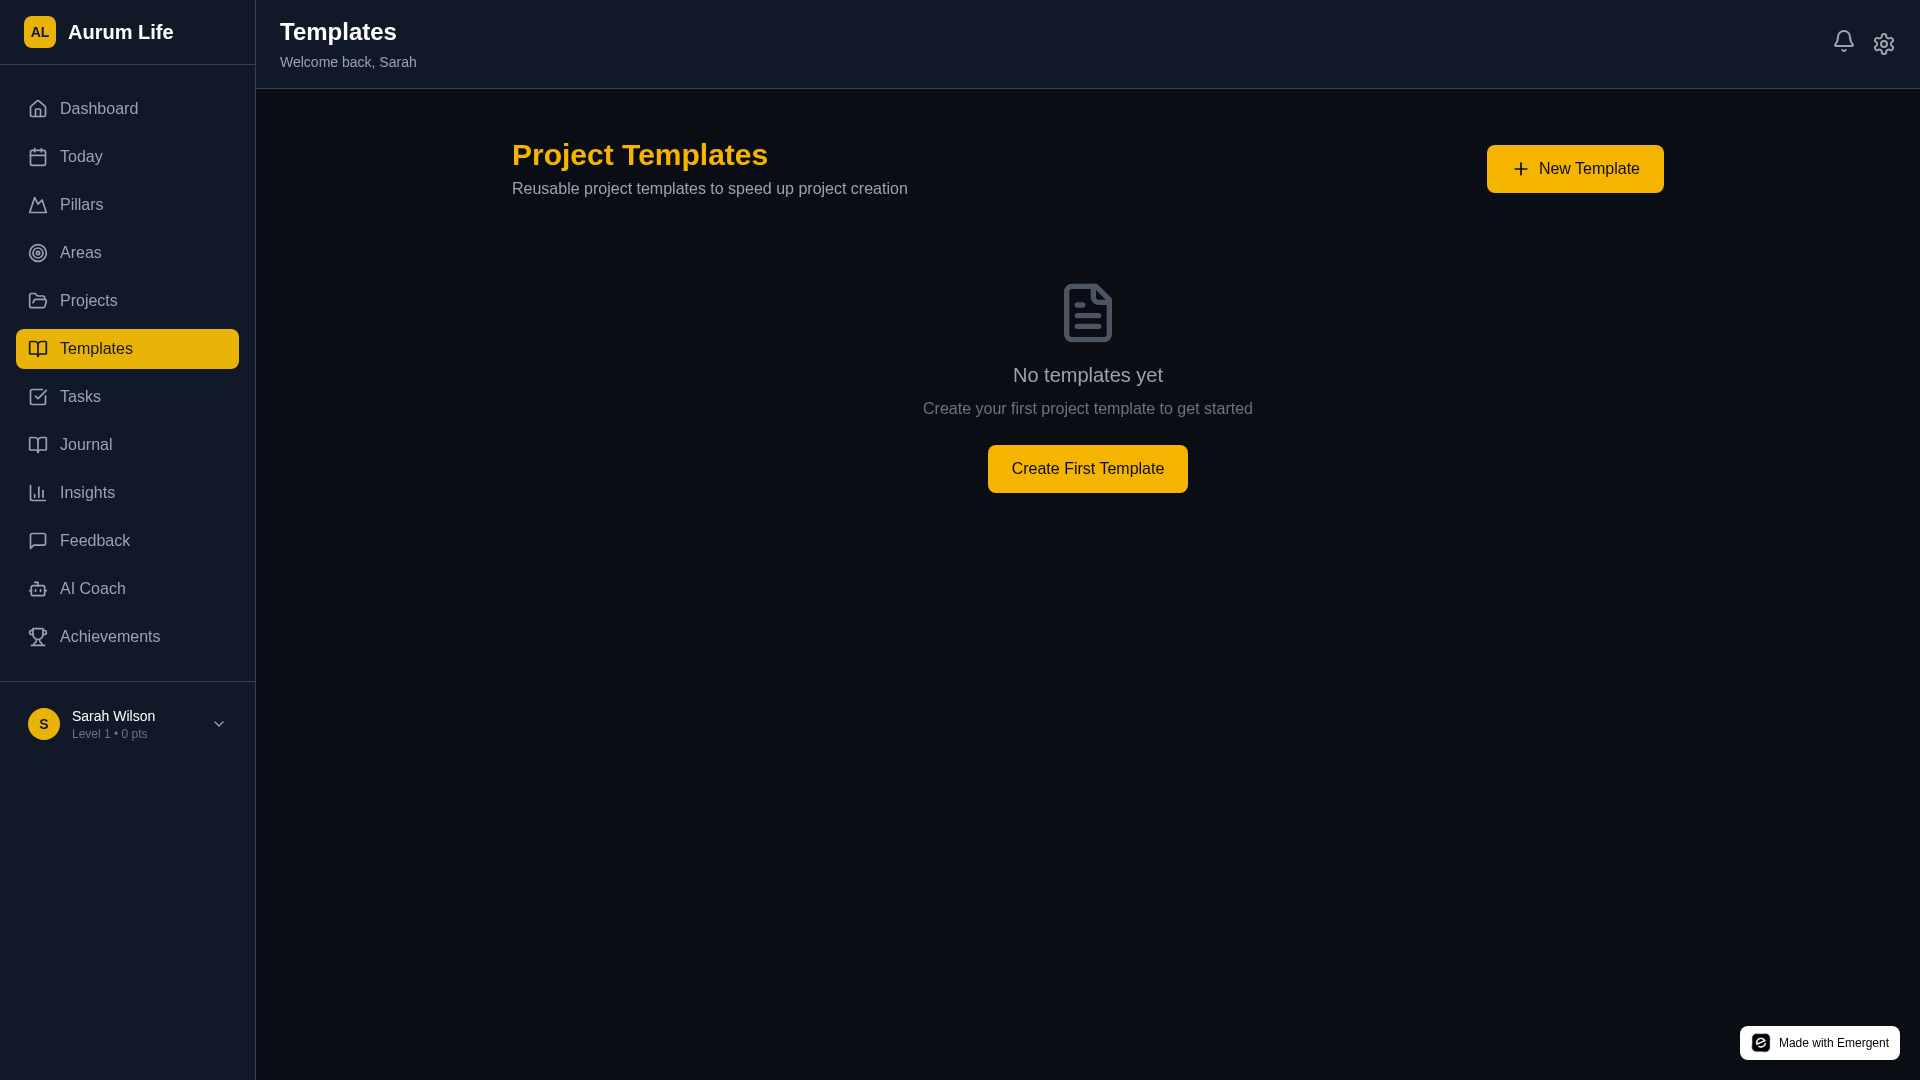 AL
Aurum Life
Dashboard
Today
Pillars
Areas
Projects
Templates
Tasks
Journal
Insights
Feedback
AI Coach
Achievements
S
Sarah Wilson
Level 1 • 0 pts
Templates
Welcome back, Sarah
Project Templates
Reusable project templates to speed up project creation
New Template
No templates yet
Create your first project template to get started
Create First Template
Made with Emergent